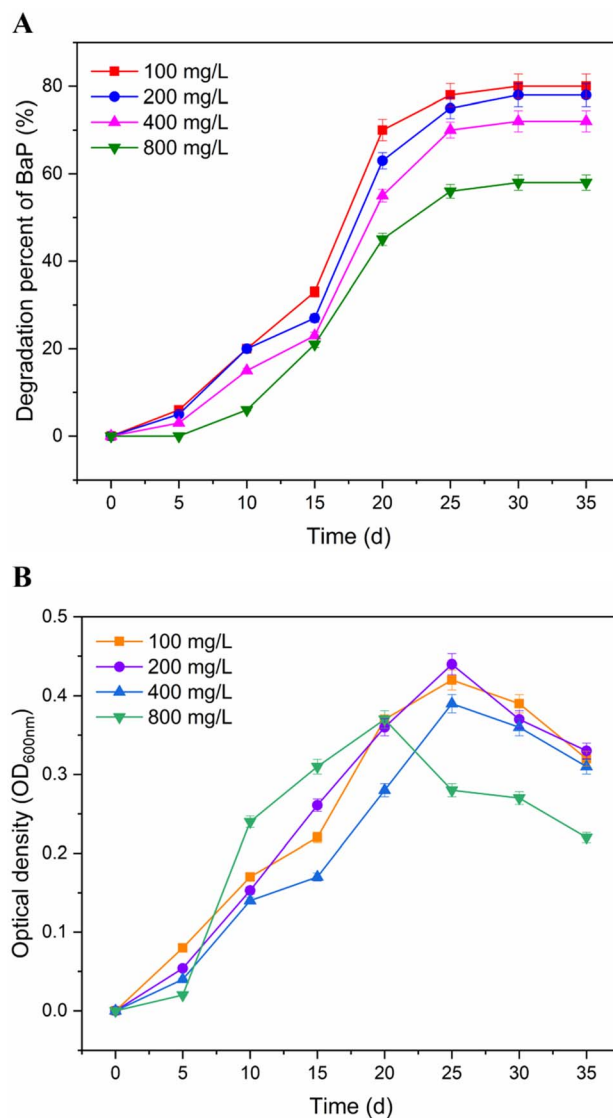 A
Degradation percent of BaP (%)
80
60
40
20
0
100 mg/L
200 mg/L
400 mg/L
800 mg/L
0 5 10 15 20 25 30 35
Time (d)
B
Optical density (OD600nm)
0.5
0.4
0.3
0.2
0.1
0.0
100 mg/L
200 mg/L
400 mg/L
800 mg/L
0 5 10 15 20 25 30 35
Time (d)